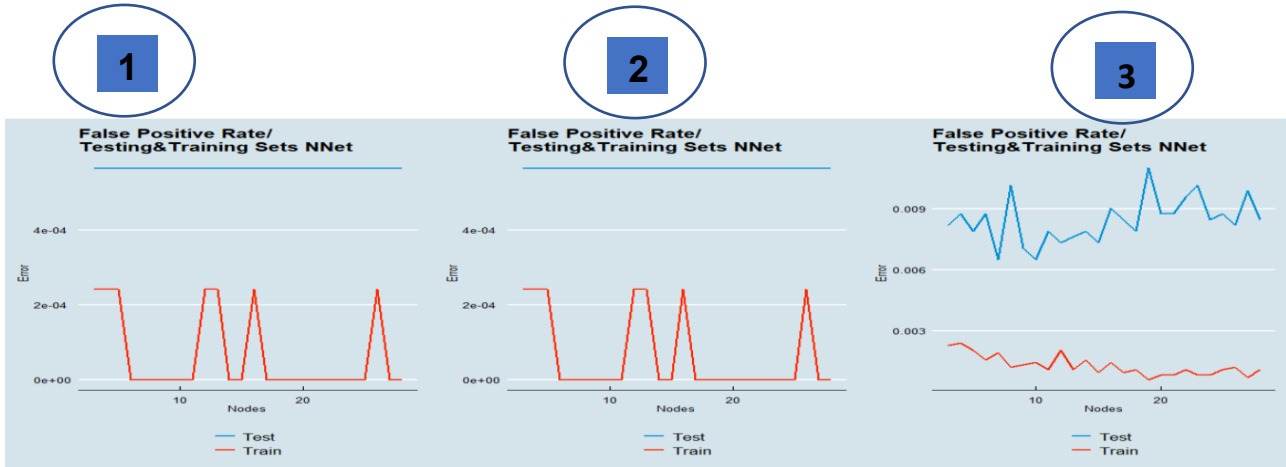 1
2
3
False Positive Rate/
Testing&Training Sets NNet
4e-04
2e-04
0e+00
Error
10
20
Nodes
Test
Train
False Positive Rate/
Testing&Training Sets NNet
4e-04
2e-04
0e+00
Error
10
20
Nodes
Test
Train
False Positive Rate/
Testing&Training Sets NNet
0.009
0.006
0.003
Error
10
20
Nodes
Test
Train